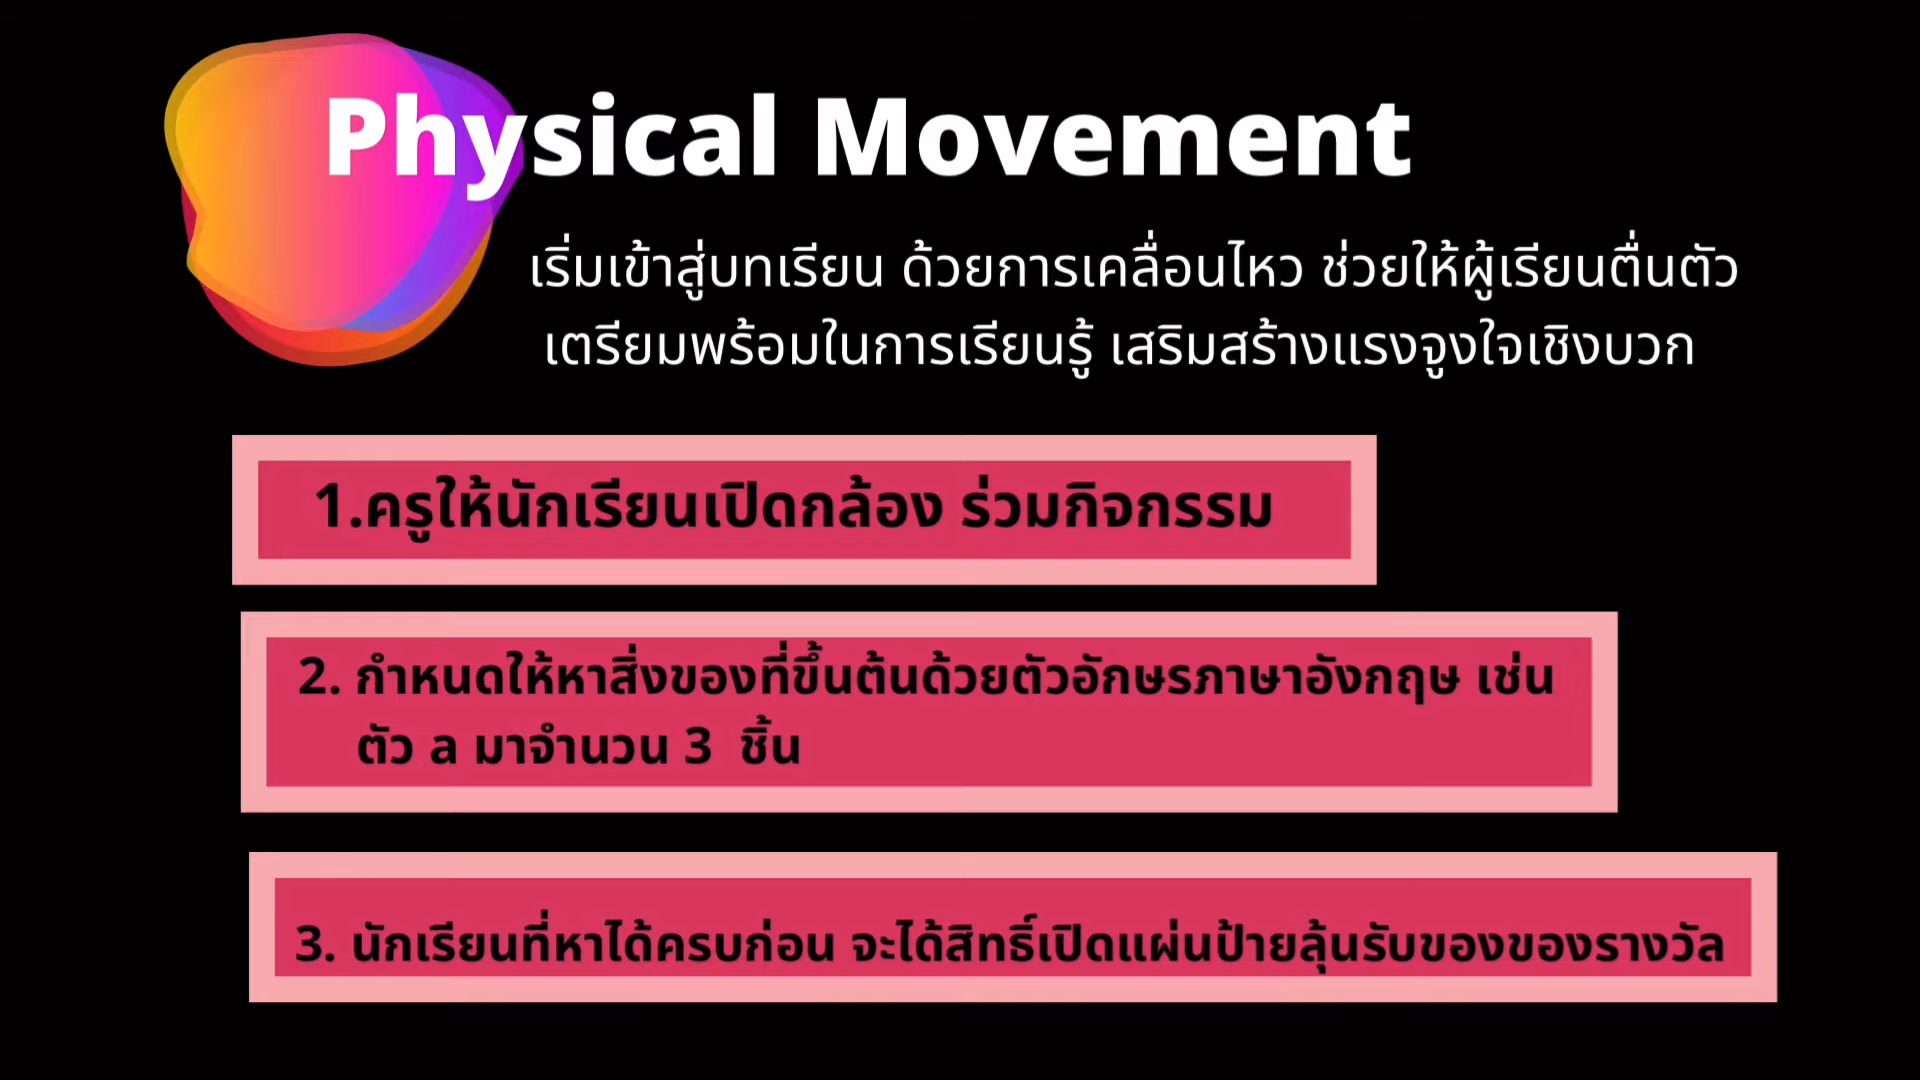 Physical Movement
เริ่มเข้าสู่บทเรียน ด้วยการเคลื่อนไหว ช่วยให้ผู้เรียนตื่นตัว
เตรียมพร้อมในการเรียนรู้ เสริมสร้างแรงจูงใจเชิงบวก
1.ครูให้นักเรียนเปิดกล้อง ร่วมกิจกรรม
2. กำหนดให้หาสิ่งของที่ขึ้นต้นด้วยตัวอักษรภาษาอังกฤษ เช่น
ตัว a มาจำนวน 3 ชิ้น
3. นักเรียนที่หาได้ครบก่อน จะได้สิทธิ์เปิดแผ่นป้ายลุ้นรับของของรางวัล